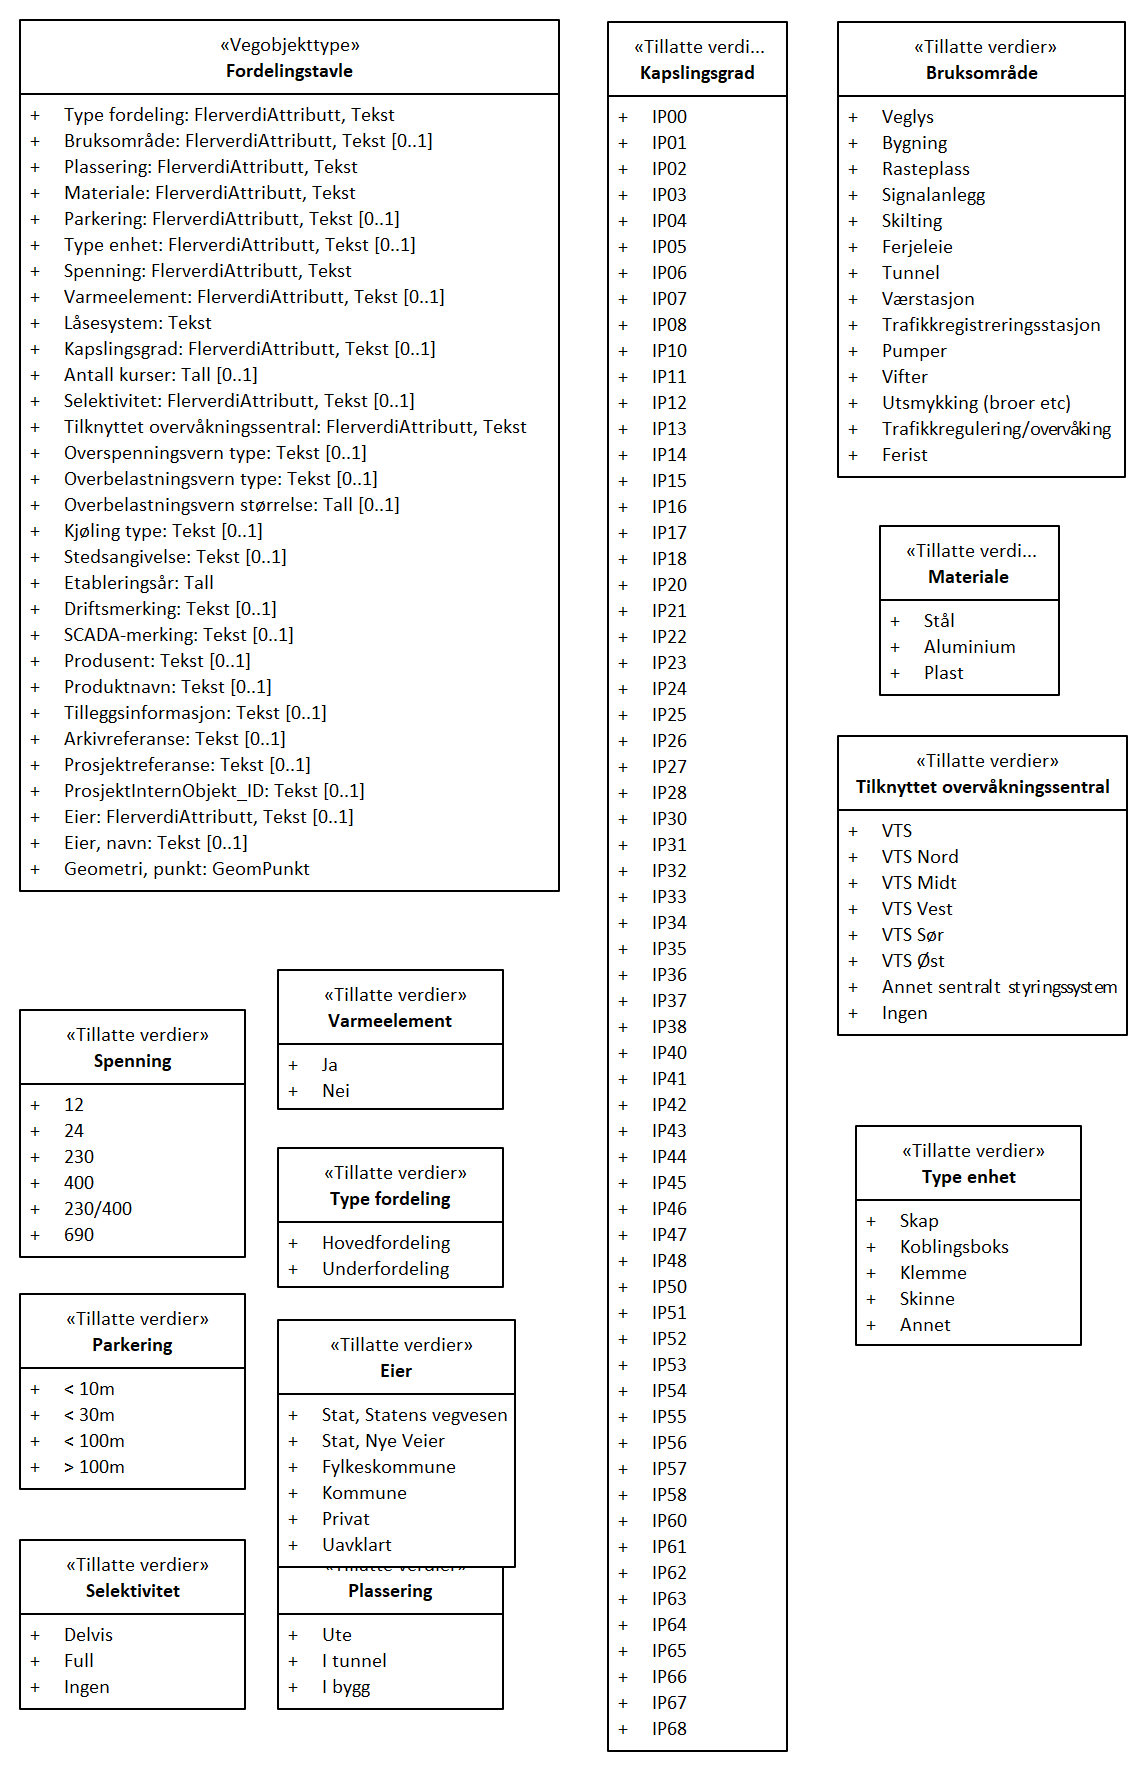 «Vegobjekttype»
Fordelingstavle
+ Type fordeling: FlerverdiAttributt, Tekst
+ Bruksområde: FlerverdiAttributt, Tekst [0..1]
+ Plassering: FlerverdiAttributt, Tekst
+ Materiale: FlerverdiAttributt, Tekst
+ Parkering: FlerverdiAttributt, Tekst [0..1]
+ Type enhet: FlerverdiAttributt, Tekst [0..1]
+ Spenning: FlerverdiAttributt, Tekst
+ Varmeelement: FlerverdiAttributt, Tekst [0..1]
+ Låsesystem: Tekst
+ Kapslingsgrad: FlerverdiAttributt, Tekst [0..1]
+ Antall kurser: Tall [0..1]
+ Selektivitet: FlerverdiAttributt, Tekst [0..1]
+ Tilknyttet overvåkningssentral: FlerverdiAttributt, Tekst
+ Overspenningsvern type: Tekst [0..1]
+ Overbelastningsvern type: Tekst [0..1]
+ Overbelastningsvern størrelse: Tall [0..1]
+ Kjøling type: Tekst [0..1]
+ Stedsangivelse: Tekst [0..1]
+ Etableringsår: Tall
+ Driftsmerking: Tekst [0..1]
+ SCADA-merking: Tekst [0..1]
+ Produsent: Tekst [0..1]
+ Produktnavn: Tekst [0..1]
+ Tilleggsinformasjon: Tekst [0..1]
+ Arkivreferanse: Tekst [0..1]
+ Prosjektreferanse: Tekst [0..1]
+ ProsjektInternObjekt_ID: Tekst [0..1]
+ Eier: FlerverdiAttributt, Tekst [0..1]
+ Eier, navn: Tekst [0..1]
+ Geometri, punkt: GeomPunkt
«Tillatte verdier»
Spenning
+ 12
+ 24
+ 230
+ 400
+ 230/400
+ 690
«Tillatte verdier»
Parkering
+ < 10m
+ < 30m
+ < 100m
+ > 100m
«Tillatte verdier»
Selektivitet
+ Delvis
+ Full
+ Ingen
«Tillatte verdier»
Varmeelement
+ Ja
+ Nei
«Tillatte verdier»
Type fordeling
+ Hovedfordeling
+ Underfordeling
«Tillatte verdier»
Eier
+ Stat, Statens vegvesen
+ Stat, Nye Veier
+ Fylkeskommune
+ Kommune
+ Privat
+ Uavklart
«Tillatte verdier»
Plassering
+ Ute
+ I tunnel
+ I bygg
«Tillatte verdi...
Kapslingsgrad
+ IP00
+ IP01
+ IP02
+ IP03
+ IP04
+ IP05
+ IP06
+ IP07
+ IP08
+ IP10
+ IP11
+ IP12
+ IP13
+ IP14
+ IP15
+ IP16
+ IP17
+ IP18
+ IP20
+ IP21
+ IP22
+ IP23
+ IP24
+ IP25
+ IP26
+ IP27
+ IP28
+ IP30
+ IP31
+ IP32
+ IP33
+ IP34
+ IP35
+ IP36
+ IP37
+ IP38
+ IP40
+ IP41
+ IP42
+ IP43
+ IP44
+ IP45
+ IP46
+ IP47
+ IP48
+ IP50
+ IP51
+ IP52
+ IP53
+ IP54
+ IP55
+ IP56
+ IP57
+ IP58
+ IP60
+ IP61
+ IP62
+ IP63
+ IP64
+ IP65
+ IP66
+ IP67
+ IP68
«Tillatte verdier»
Bruksområde
+ Veglys
+ Bygning
+ Rasteplass
+ Signalanlegg
+ Skilting
+ Ferjeleie
+ Tunnel
+ Værstasjon
+ Trafikkregistreringsstasjon
+ Pumper
+ Vifter
+ Utsmykking (broer etc)
+ Trafikkregulering/overvåking
+ Ferist
«Tillatte verdi...
Materiale
+ Stål
+ Aluminium
+ Plast
«Tillatte verdier»
Tilknyttet overvåkningssentral
+ VTS
+ VTS Nord
+ VTS Midt
+ VTS Vest
+ VTS Sør
+ VTS Øst
+ Annet sentralt styringssystem
+ Ingen
«Tillatte verdier»
Type enhet
+ Skap
+ Koblingsboks
+ Klemme
+ Skinne
+ Annet